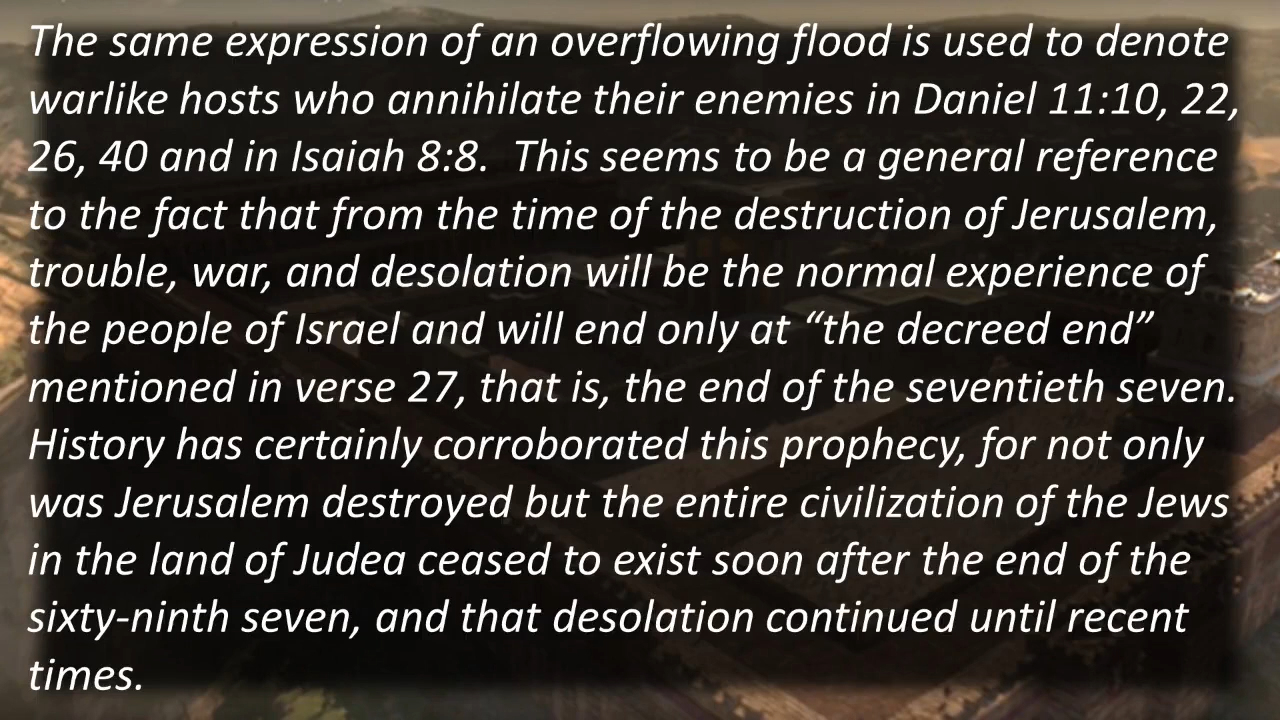 The same expression of an overflowing flood is used to denote
warlike hosts who annihilate their enemies in Daniel 11:10, 22,
26, 40 and in Isaiah 8:8.  This seems to be a general reference
to the fact that from the time of the destruction of Jerusalem,
trouble, war, and desolation will be the normal experience of
the people of Israel and will end only at “the decreed end”
mentioned in verse 27, that is, the end of the seventieth seven.
History has certainly corroborated this prophecy, for not only
was Jerusalem destroyed but the entire civilization of the Jews
in the land of Judea ceased to exist soon after the end of the
sixty-ninth seven, and that desolation continued until recent
times.